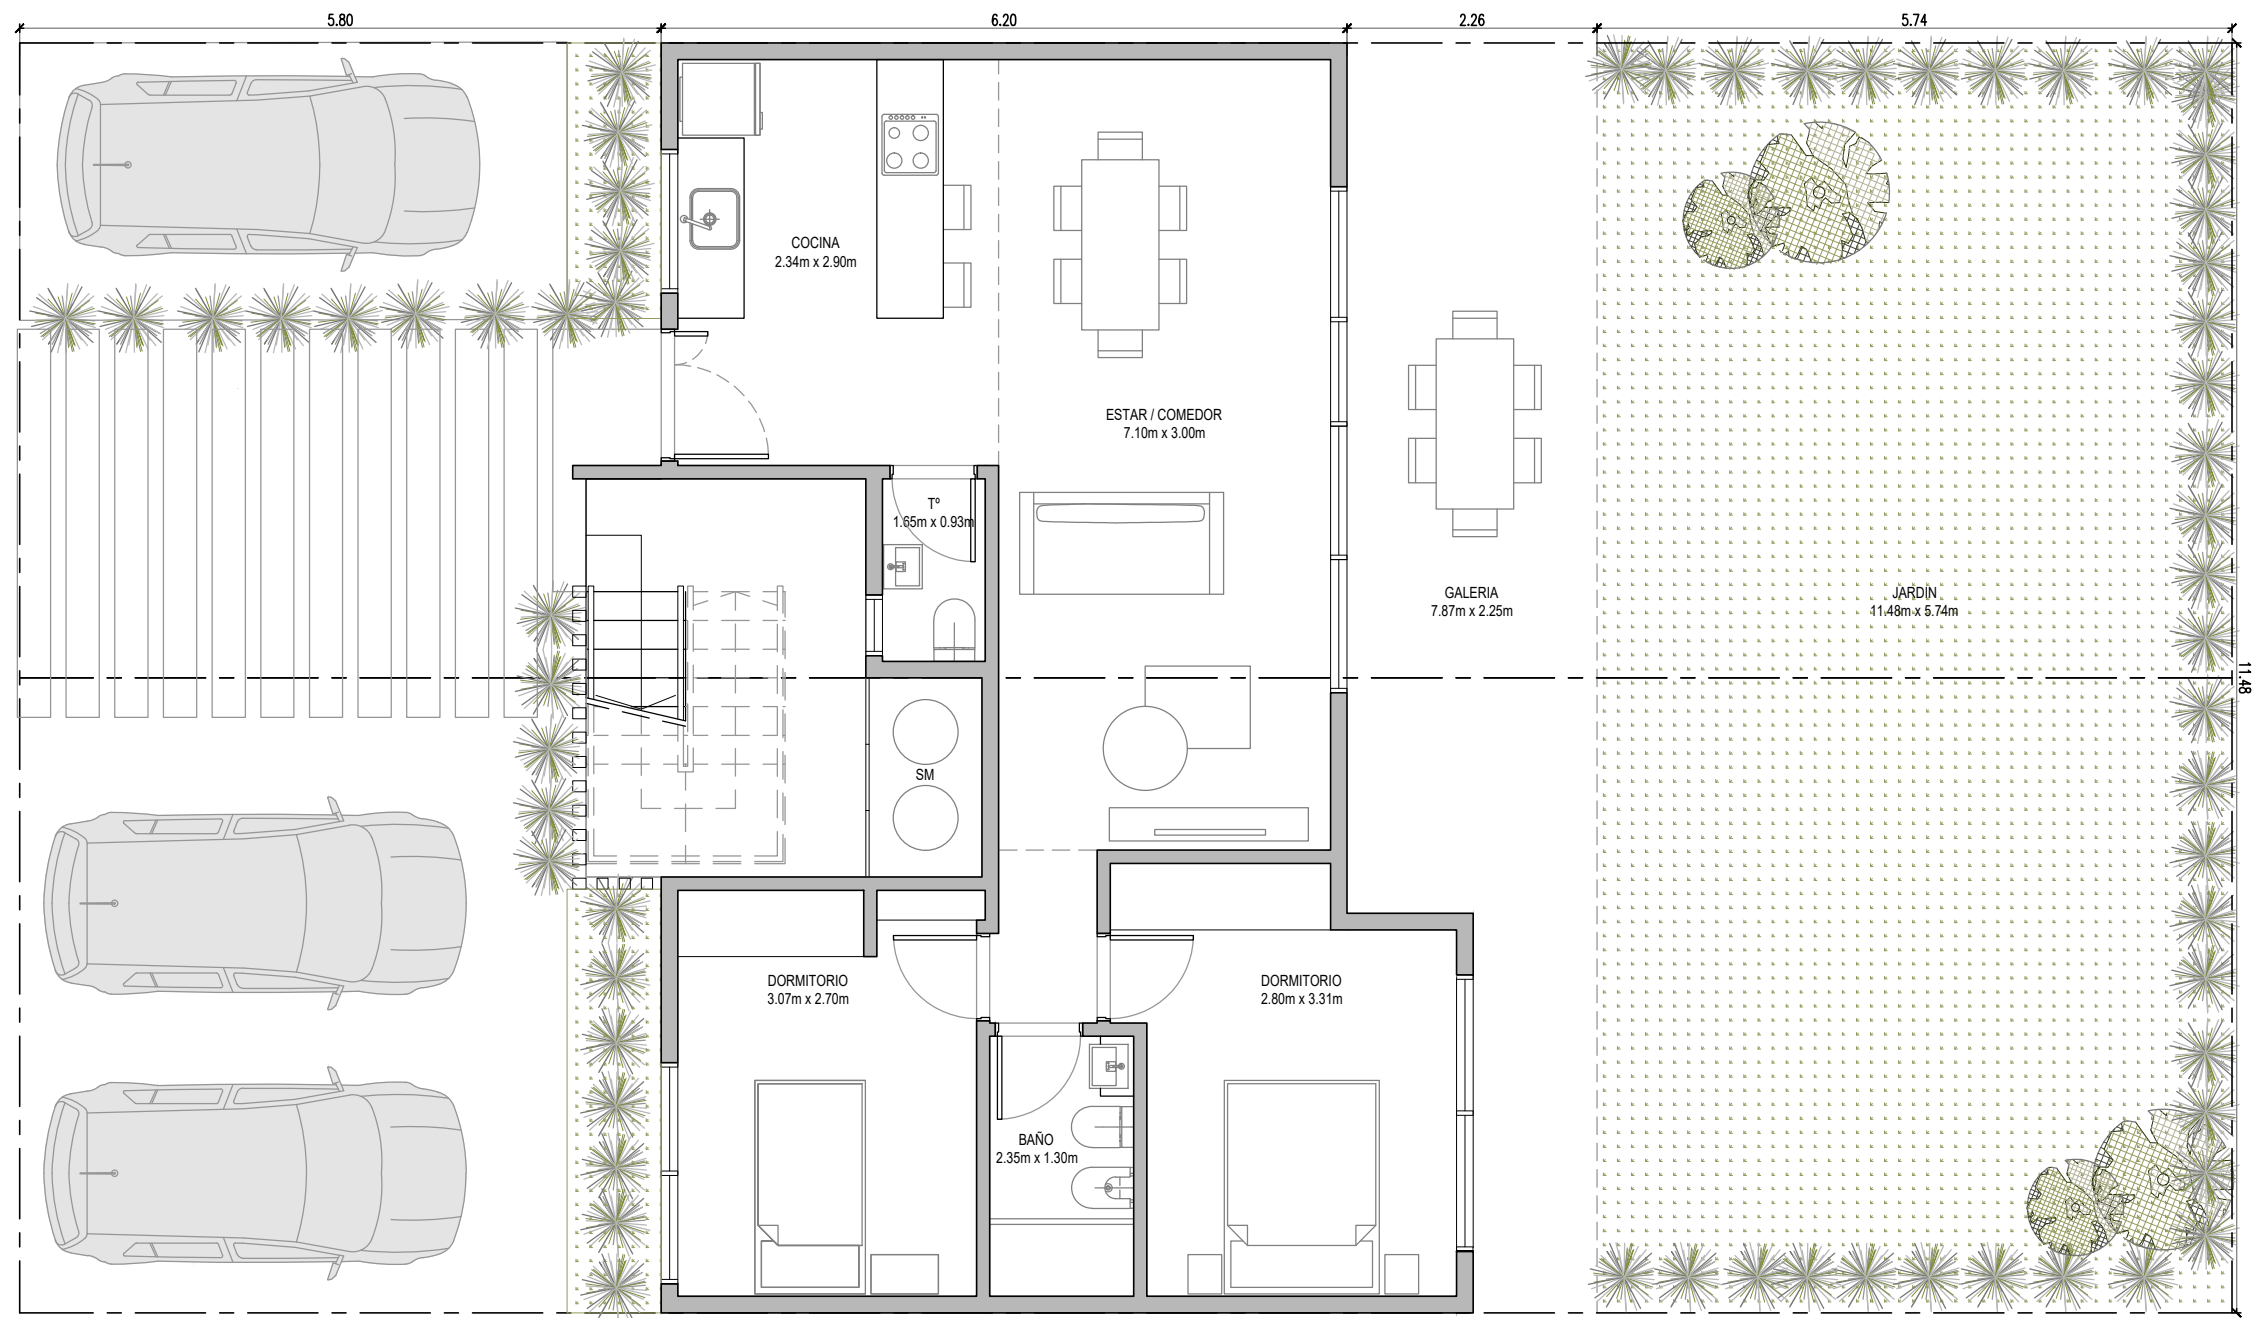 5.80
6.20
2.26
5.74
COCINA
2.34m x 2.90m
ESTAR / COMEDOR
7.10m x 3.00m
Tº
1.65m x 0.93m
GALERIA
7.87m x 2.25m
JARDIN
11.48m x 5.74m
11.48
SM
DORMITORIO
3.07m x 2.70m
DORMITORIO
2.80m x 3.31m
BAÑO
2.35m x 1.30m